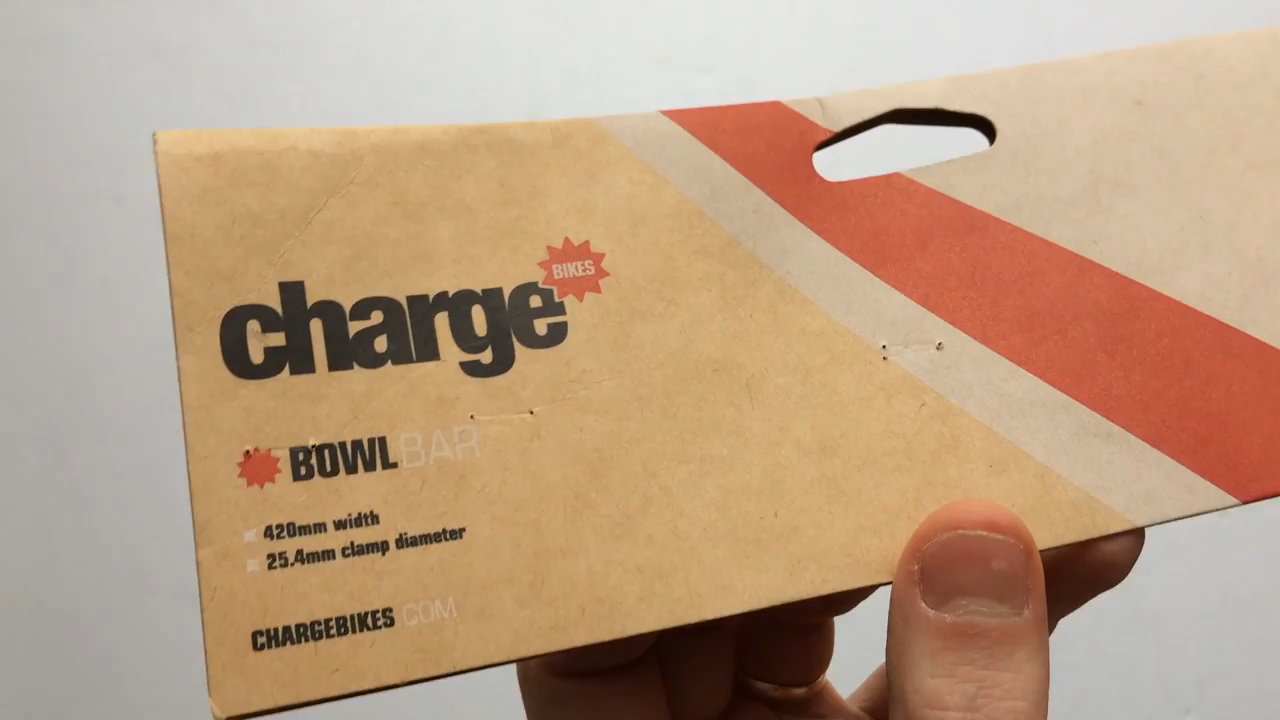 charge BIKES
BOWLBAR
420mm width
25.4mm clamp diameter
CHARGEBIKES.COM